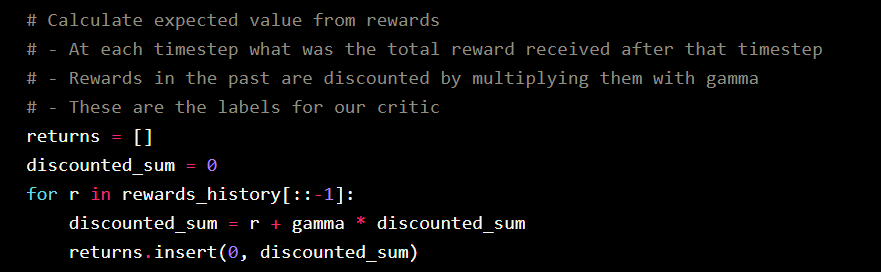 # Calculate expected value from rewards
# - At each timestep what was the total reward received after that timestep
# - Rewards in the past are discounted by multiplying them with gamma
# - These are the labels for our critic
returns = []
discounted_sum = 0
for r in rewards_history[::-1]:
    discounted_sum = r + gamma * discounted_sum
    returns.insert(0, discounted_sum)